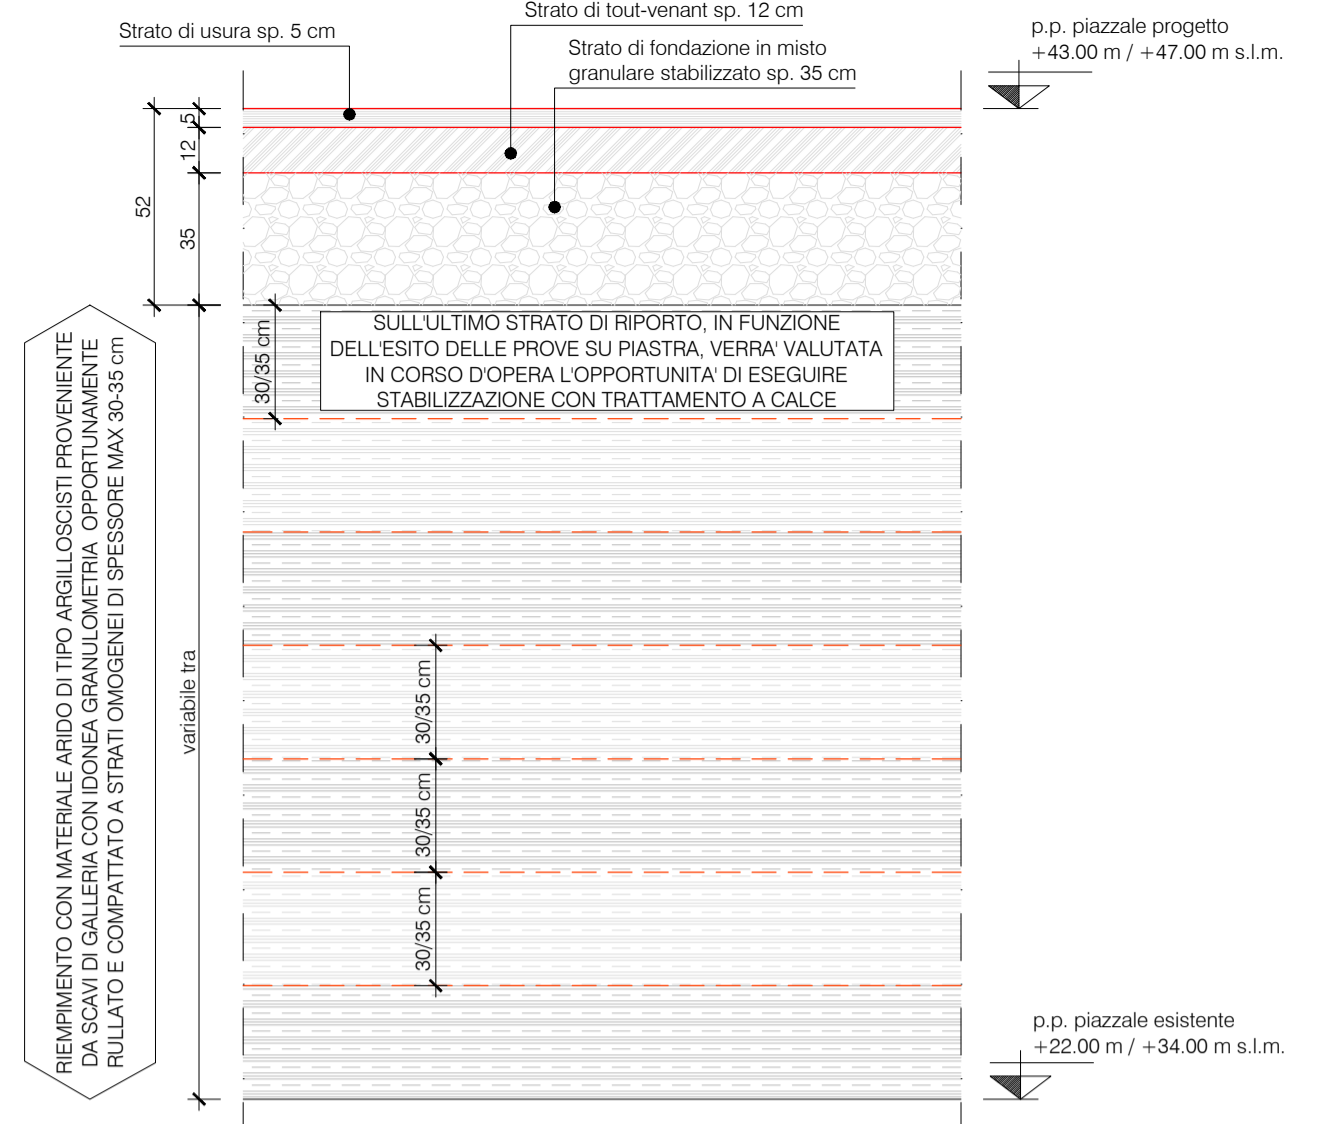 Strato di tout-venant sp. 12 cm
Strato di usura sp. 5 cm
Strato di fondazione in misto
granulare stabilizzato sp. 35 cm
p.p. piazzale progetto
+43.00 m / +47.00 m s.l.m.
5
12
52
35
30/35 cm
SULL'ULTIMO STRATO DI RIPORTO, IN FUNZIONE
DELL'ESITO DELLE PROVE SU PIASTRA, VERRA' VALUTATA
IN CORSO D'OPERA L'OPPORTUNITA' DI ESEGUIRE
STABILIZZAZIONE CON TRATTAMENTO A CALCE
RIEMPIMENTO CON MATERIALE ARIDO DI TIPO ARGILLOSCISTI PROVENIENTE
DA SCAVI DI GALLERIA CON IDONEA GRANULOMETRIA OPPORTUNAMENTE
RULLATO E COMPATTATO A STRATI OMOGENEI DI SPESSORE MAX 30-35 cm
variabile tra
30/35 cm
30/35 cm
30/35 cm
p.p. piazzale esistente
+22.00 m / +34.00 m s.l.m.